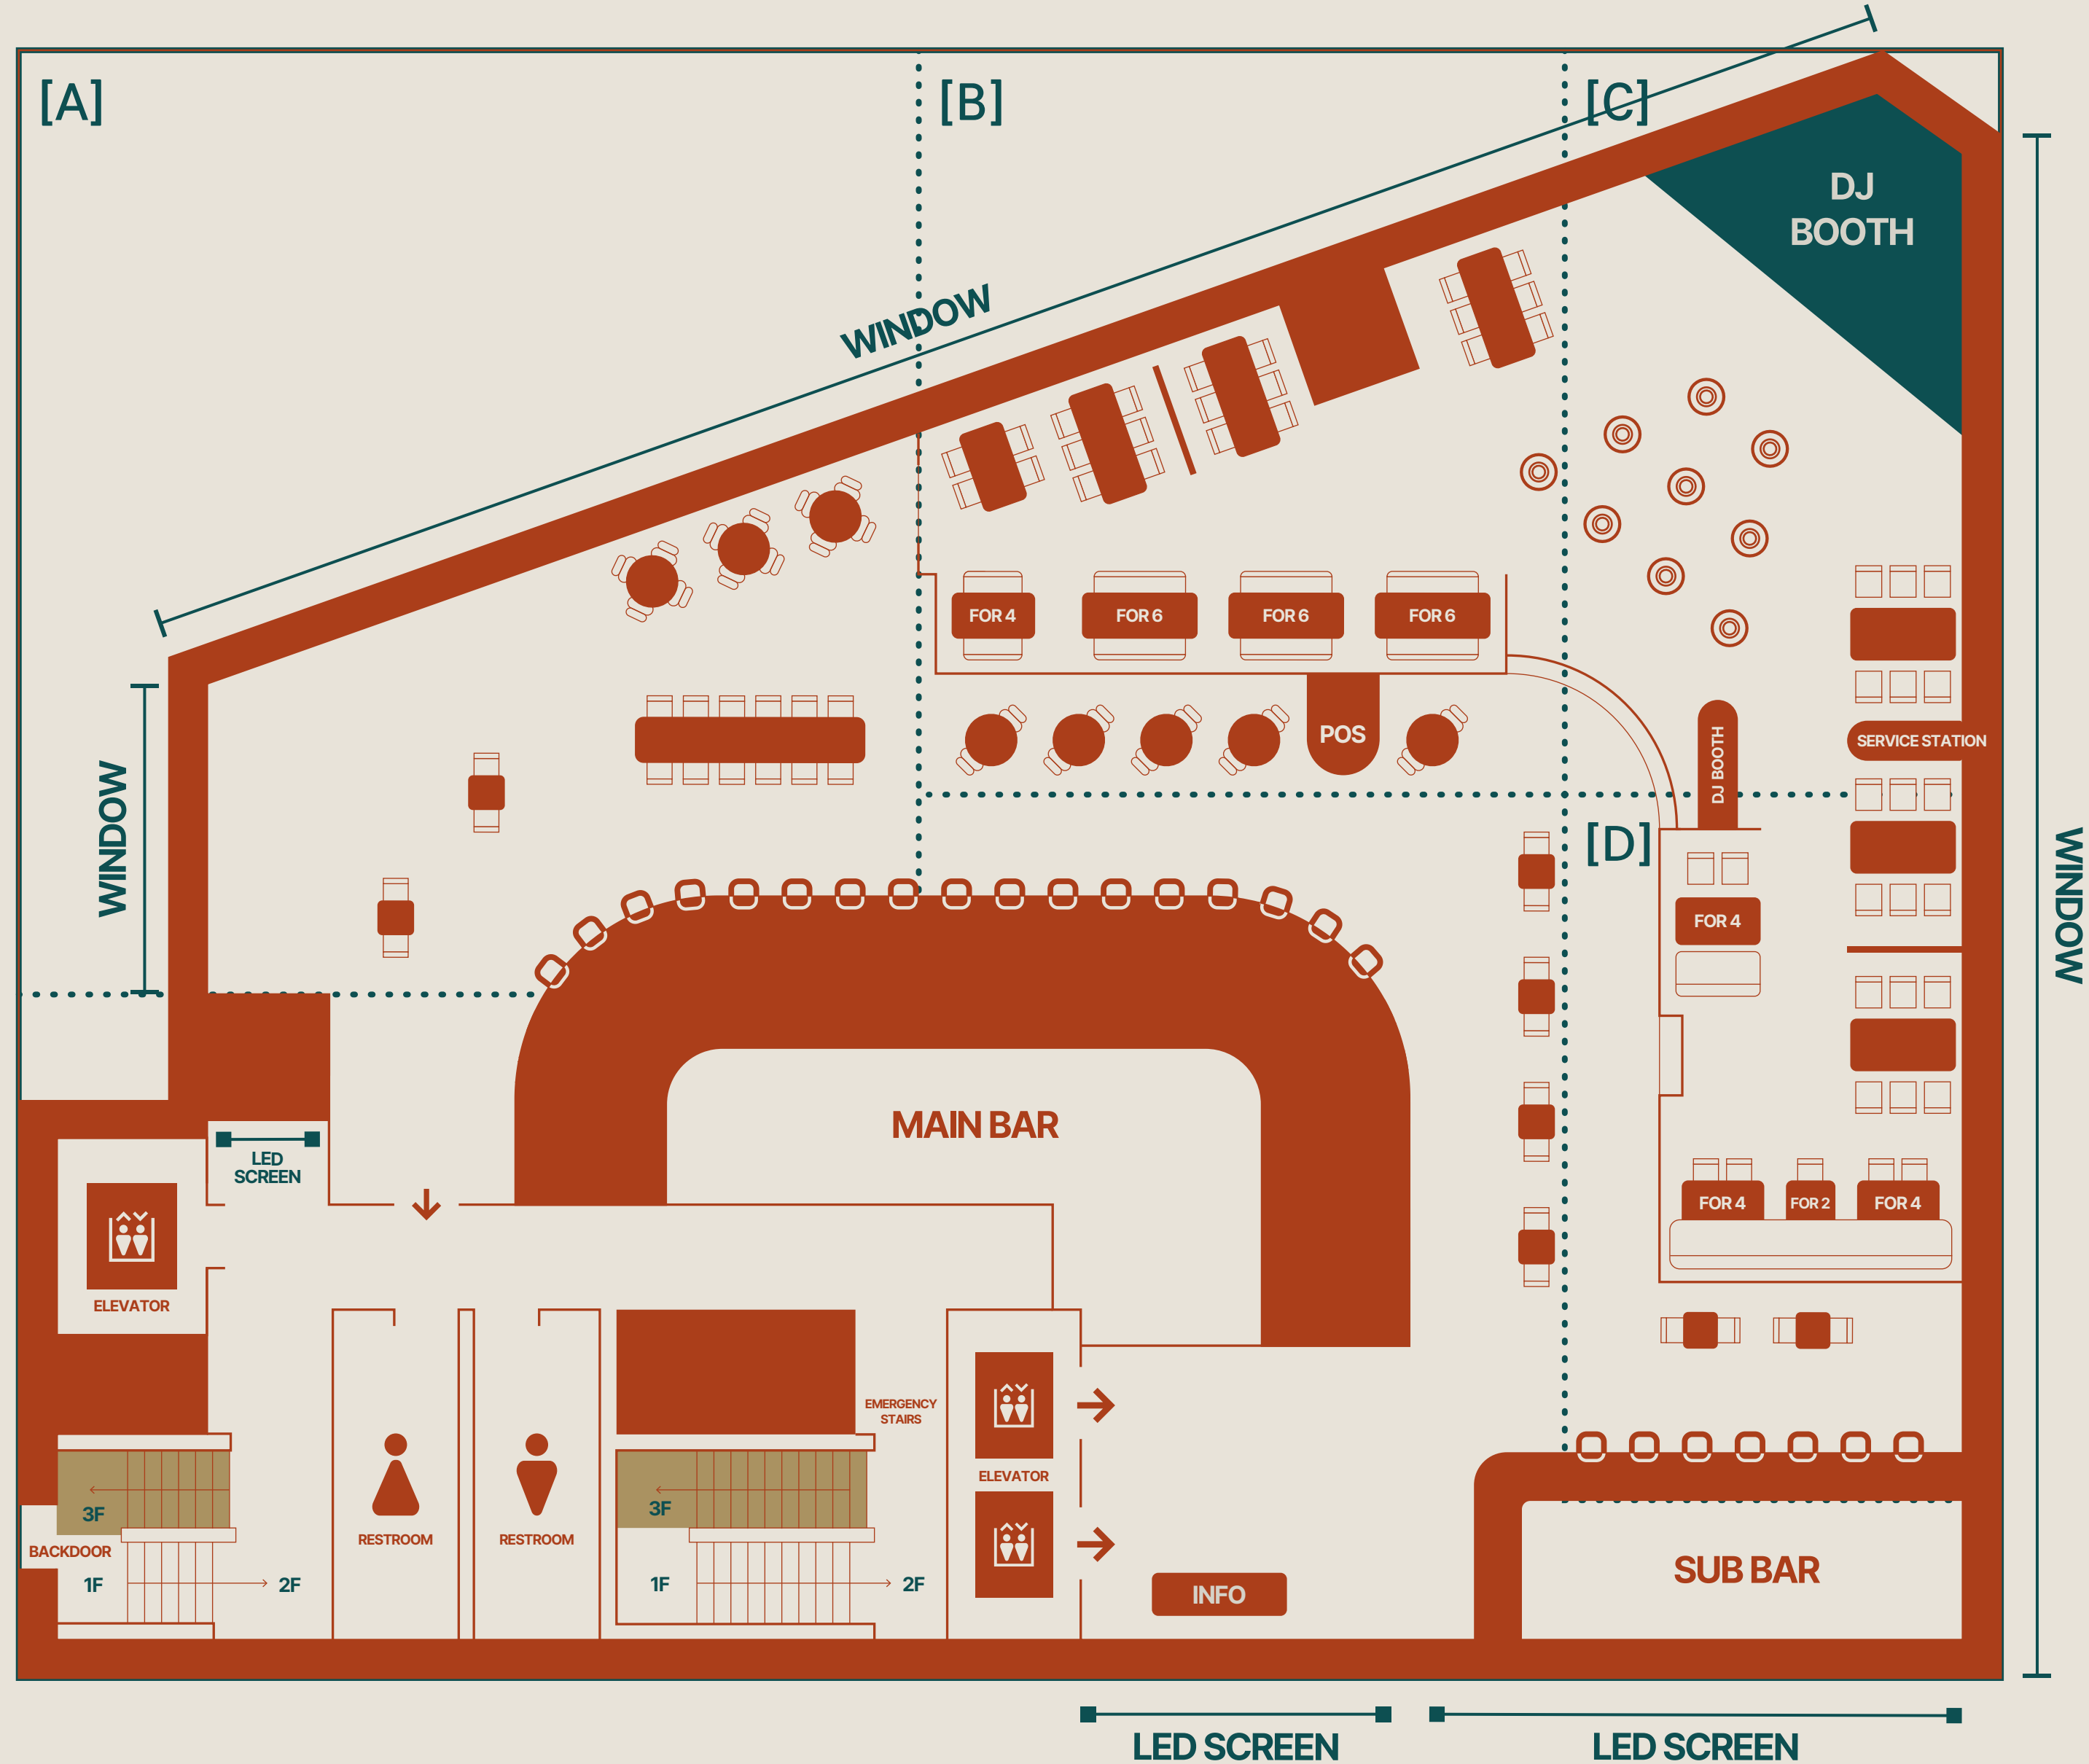 [A]
[B]
[C]
DJ
BOOTH
WINDOW
FOR 4
FOR 6
FOR 6
FOR 6
POS
DJ BOOTH
SERVICE STATION
WINDOW
[D]
WINDOW
FOR 4
MAIN BAR
LED
SCREEN
FOR 4
FOR 2
FOR 4
ELEVATOR
EMERGENCY
STAIRS
ELEVATOR
3F
3F
BACKDOOR
RESTROOM
RESTROOM
1F
2F
1F
2F
INFO
SUB BAR
LED SCREEN
LED SCREEN